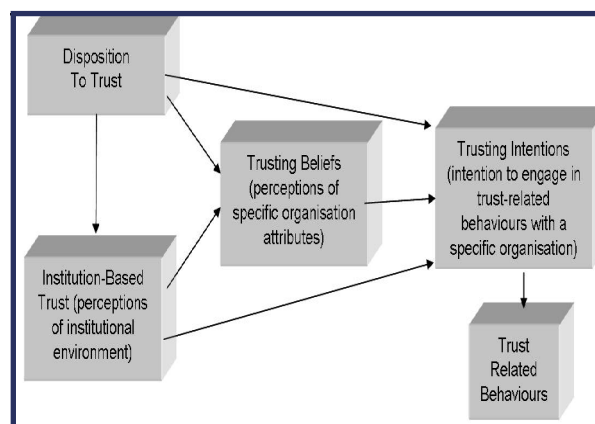 Disposition
To Trust
Trusting Beliefs
(perceptions of
specific organisation
attributes)
Trusting Intentions
(intention to engage in
trust-related
behaviours with a
specific organisation)
Institution-Based
Trust (perceptions
of institutional
environment)
Trust
Related
Behaviours